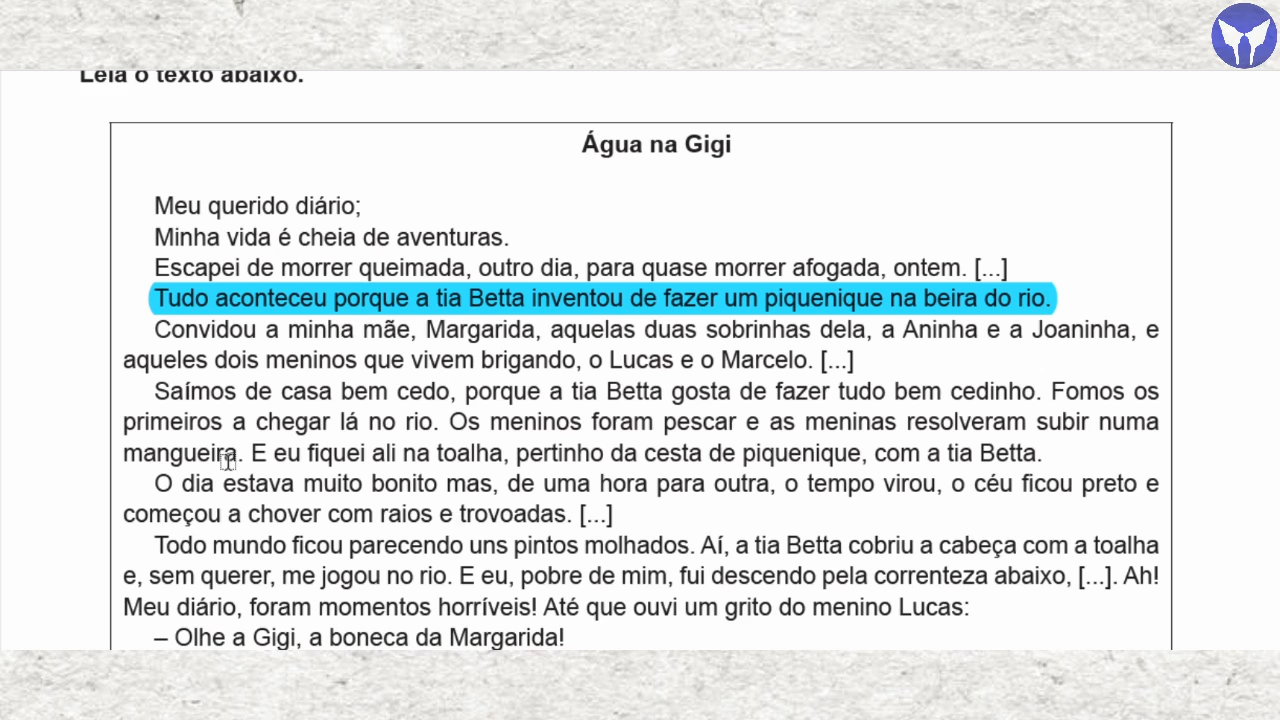 Leia o texto abaixo.
Água na Gigi
Meu querido diário;
Minha vida é cheia de aventuras.
Escapei de morrer queimada, outro dia, para quase morrer afogada, ontem. [...]
Tudo aconteceu porque a tia Betta inventou de fazer um piquenique na beira do rio.
Convidou a minha mãe, Margarida, aquelas duas sobrinhas dela, a Aninha e a Joaninha, e
aqueles dois meninos que vivem brigando, o Lucas e o Marcelo. [...]
Saímos de casa bem cedo, porque a tia Betta gosta de fazer tudo bem cedinho. Fomos os
primeiros a chegar lá no rio. Os meninos foram pescar e as meninas resolveram subir numa
mangueira. E eu fiquei ali na toalha, pertinho da cesta de piquenique, com a tia Betta.
O dia estava muito bonito mas, de uma hora para outra, o tempo virou, o céu ficou preto e
começou a chover com raios e trovoadas. [...]
Todo mundo ficou parecendo uns pintos molhados. Aí, a tia Betta cobriu a cabeça com a toalha
e, sem querer, me jogou no rio. E eu, pobre de mim, fui descendo pela correnteza abaixo, [...]. Ah!
Meu diário, foram momentos horríveis! Até que ouvi um grito do menino Lucas:
– Olhe a Gigi, a boneca da Margarida!